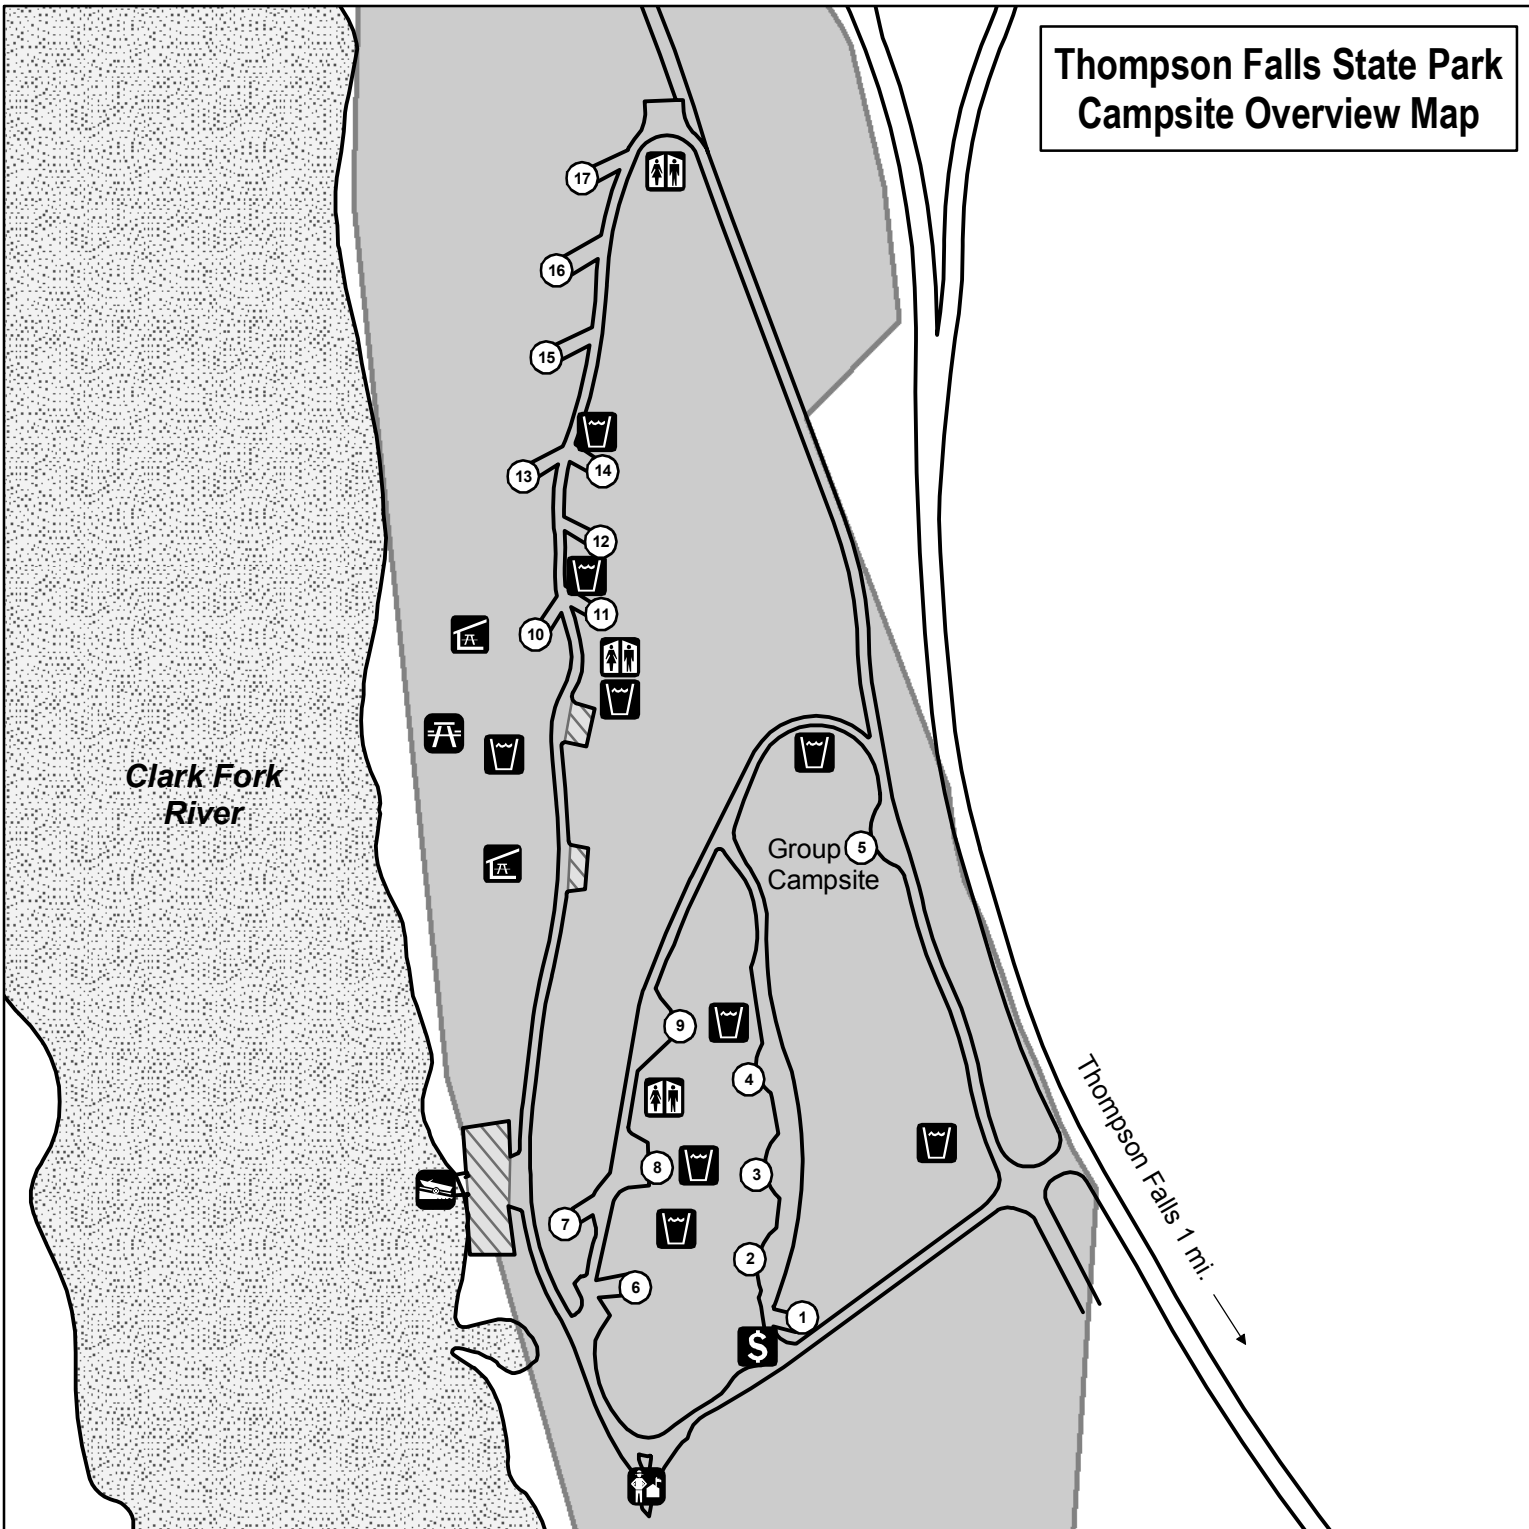 Thompson Falls State Park
Campsite Overview Map
17
16
15
13
14
12
11
10
Clark Fork
River
Group 5
Campsite
9
4
8
3
7
2
6
1
$
Thompson Falls 1 mi.